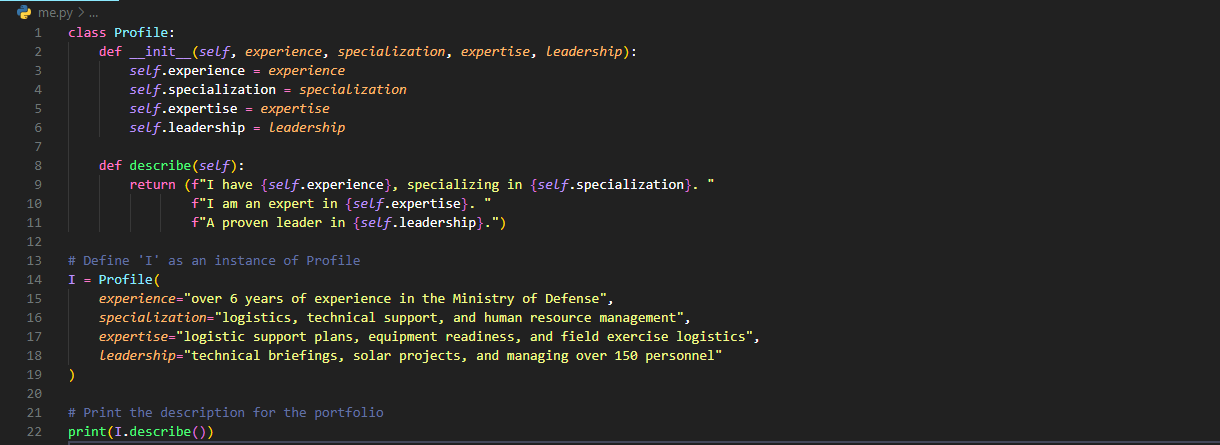 me.py > ...
1 class Profile:
2     def __init__(self, experience, specialization, expertise, leadership):
3         self.experience = experience
4         self.specialization = specialization
5         self.expertise = expertise
6         self.leadership = leadership
7
8     def describe(self):
9         return (f"I have {self.experience}, specializing in {self.specialization}. "
10                 f"I am an expert in {self.expertise}. "
11                 f"A proven leader in {self.leadership}.")
12
13 # Define 'I' as an instance of Profile
14 I = Profile(
15     experience="over 6 years of experience in the Ministry of Defense",
16     specialization="logistics, technical support, and human resource management",
17     expertise="logistic support plans, equipment readiness, and field exercise logistics",
18     leadership="technical briefings, solar projects, and managing over 150 personnel"
19 )
20
21 # Print the description for the portfolio
22 print(I.describe())